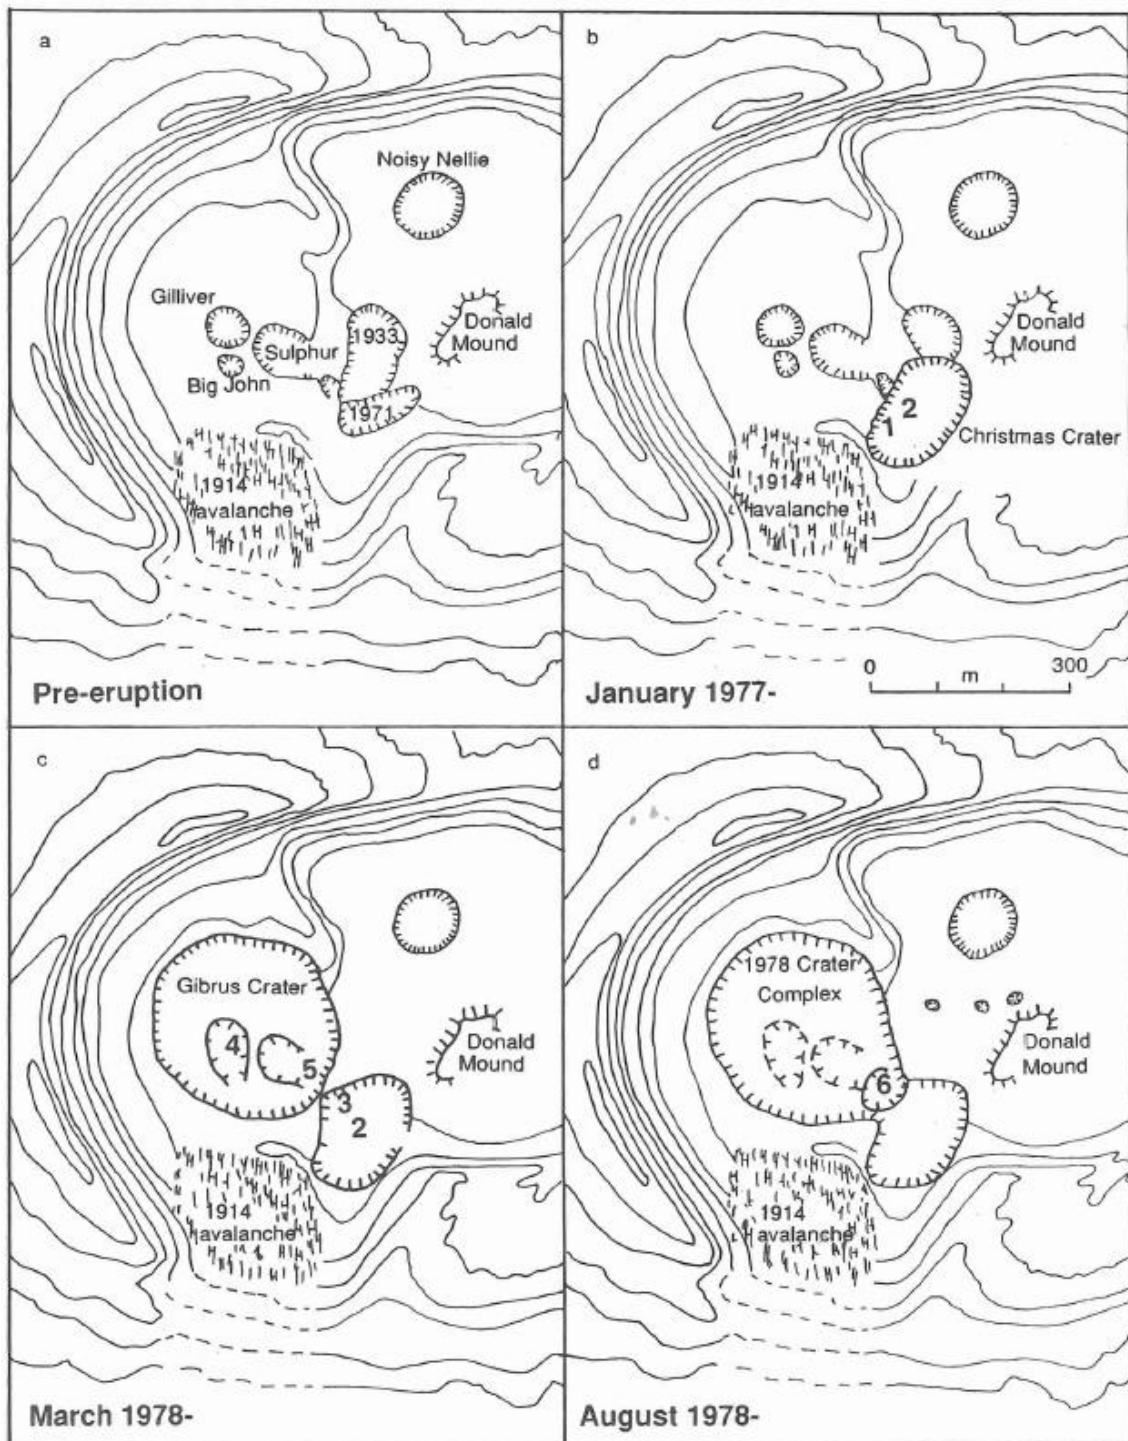 a
Noisy Nellie
Gilliver
1933
Donald
Mound
Sulphur
Big John
1971
1914
avalanche
Pre-eruption
b
Donald
Mound
2
1
Christmas Crater
1914
avalanche
0
m
300
January 1977-
c
Gibrus Crater
4
5
Donald
Mound
3
2
1914
avalanche
March 1978-
d
1978 Crater
Complex
Donald
Mound
6
1914
avalanche
August 1978-